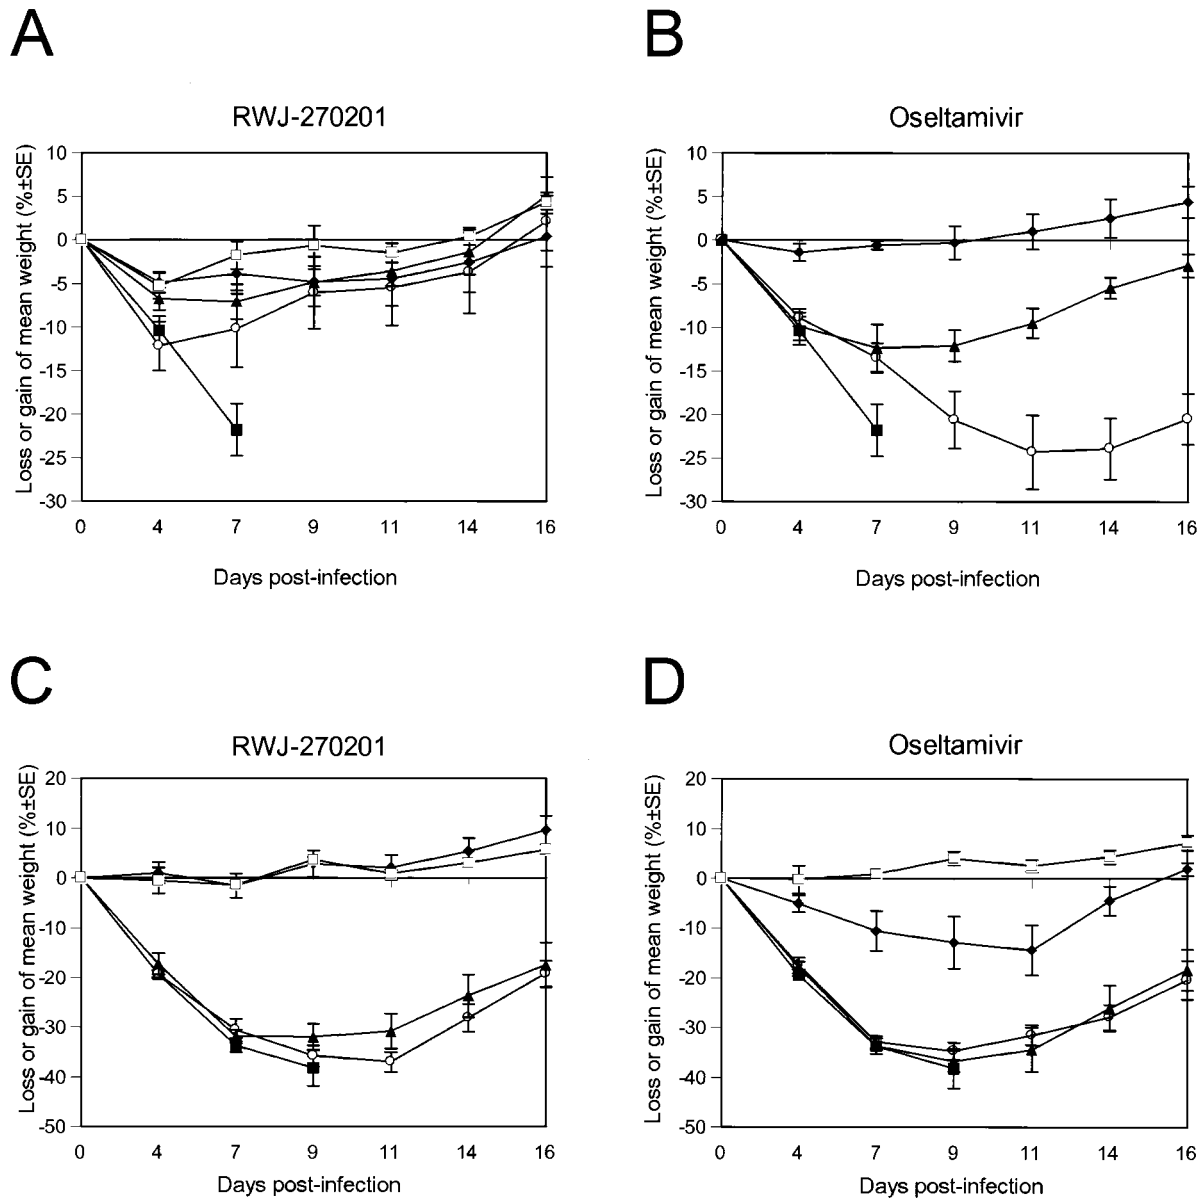 A
B
RWJ-270201
Oseltamivir
Loss or gain of mean weight (%±SE)
10
5
0
-5
-10
-15
-20
-25
-30
0 4 7 9 11 14 16
Days post-infection
Loss or gain of mean weight (%±SE)
10
5
0
-5
-10
-15
-20
-25
-30
0 4 7 9 11 14 16
Days post-infection
C
D
RWJ-270201
Oseltamivir
Loss or gain of mean weight (%±SE)
20
10
0
-10
-20
-30
-40
-50
0 4 7 9 11 14 16
Days post-infection
Loss or gain of mean weight (%±SE)
20
10
0
-10
-20
-30
-40
-50
0 4 7 9 11 14 16
Days post-infection